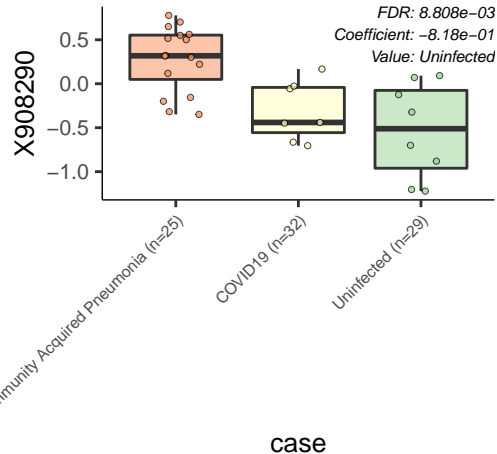 FDR: 8.808e−03
Coefficient: −8.18e−01
Value: Uninfected
X908290
0.5
0.0
−0.5
−1.0
Acquired Pneumonia (n=25)
COVID19 (n=32)
Uninfected (n=29)
case